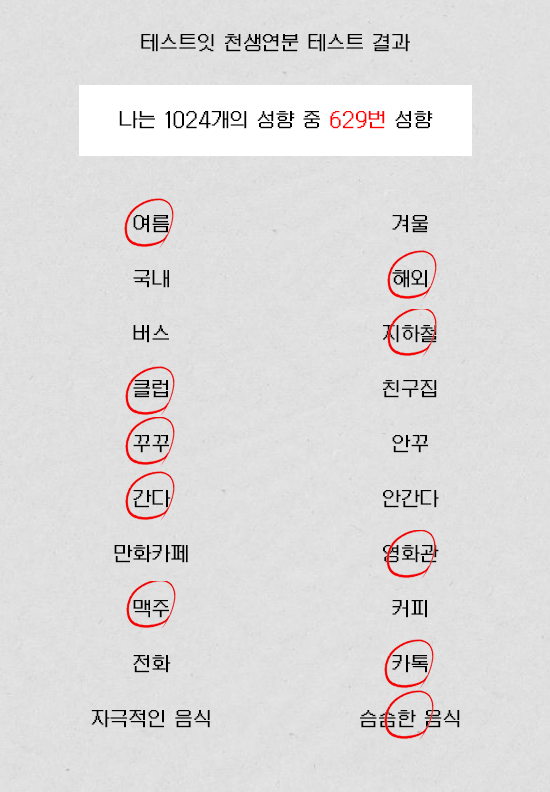 테스트잇 천생연분 테스트 결과
나는 1024개의 성향 중 629번 성향
여름 겨울
국내 해외
버스 지하철
클럽 친구집
꾸꾸 안꾸
간다 안간다
만화카페 영화관
맥주 커피
전화 카톡
자극적인 음식 슴슴한 음식